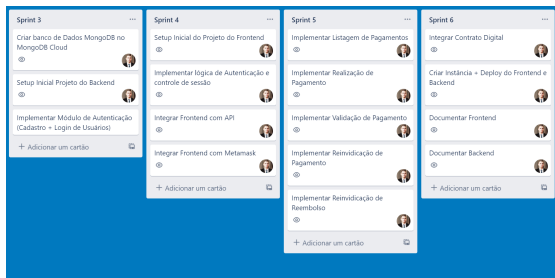 Sprint 3
Criar banco de Dados MongoDB no
MongoDB Cloud
Setup Inicial Projeto do Backend
Implementar Módulo de Autenticação
(Cadastro + Login de Usuários)
+ Adicionar um cartão
Sprint 4
Setup Inicial do Projeto do Frontend
Implementar lógica de Autenticação e
controle de sessão
Integrar Frontend com API
Integrar Frontend com Metamask
+ Adicionar um cartão
Sprint 5
Implementar Listagem de Pagamentos
Implementar Realização de
Pagamento
Implementar Validação de Pagamento
Implementar Reinvidicação de
Pagamento
Implementar Reinvidicação de
Reembolso
+ Adicionar um cartão
Sprint 6
Integrar Contrato Digital
Criar Instância + Deploy do Frontend e
Backend
Documentar Frontend
Documentar Backend
+ Adicionar um cartão